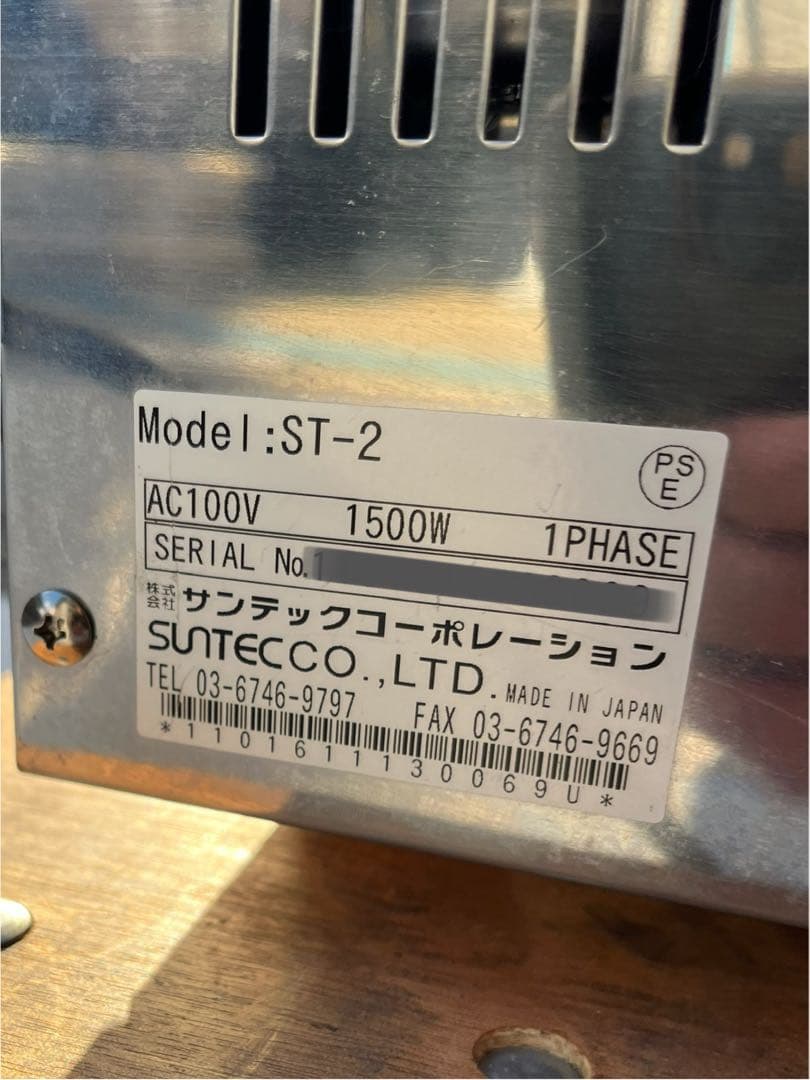 Model:ST-2
PS
E
AC100V 1500W 1PHASE
SERIAL No.
株式会社 サンテックコーポレーション
SUNTECCO.,LTD. MADE IN JAPAN
TEL 03-6746-9797 FAX 03-6746-9669
*1101611130069U*